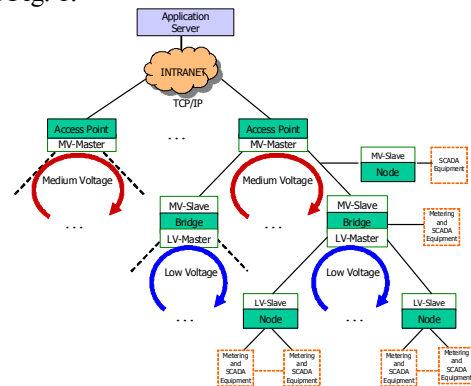 Application
Server
INTRANET
TCP/IP
Access Point
MV-Master
. . .
Access Point
MV-Master
MV-Slave
Node
SCADA
Equipment
Medium Voltage
Medium Voltage
. . .
. . .
MV-Slave
Bridge
LV-Master
MV-Slave
Bridge
LV-Master
Metering
and
SCADA
Equipment
Low Voltage
Low Voltage
. . .
. . .
LV-Slave
Node
LV-Slave
Node
Metering
and
SCADA
Equipment
Metering
and
SCADA
Equipment
Metering
and
SCADA
Equipment
Metering
and
SCADA
Equipment